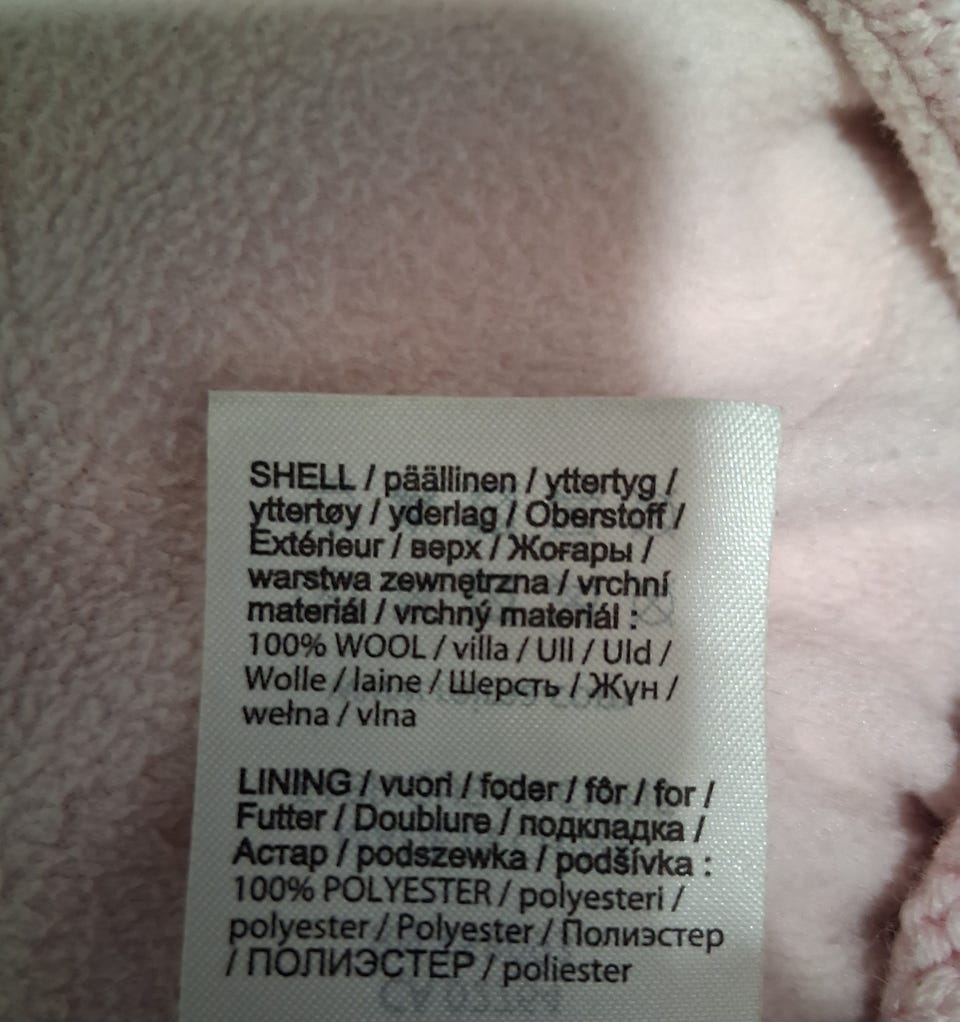 SHELL / päällinen / yttertyg /
yttertøy / yderlag / Oberstoff /
Extérieur / верх / Жоғары /
warstwa zewnętrzna / vrchní
materiál / vrchný materiál :
100% WOOL / villa / Ull / Uld /
Wolle / laine / Шерсть / Жүн /
wełna / vlna
LINING / vuori / foder / fôr / for /
Futter / Doublure / подкладка /
Астар / podszewka / podšívka :
100% POLYESTER / polyesteri /
polyester / Polyester / Полиэстер
/ ПОЛИЭСТЕР / poliester